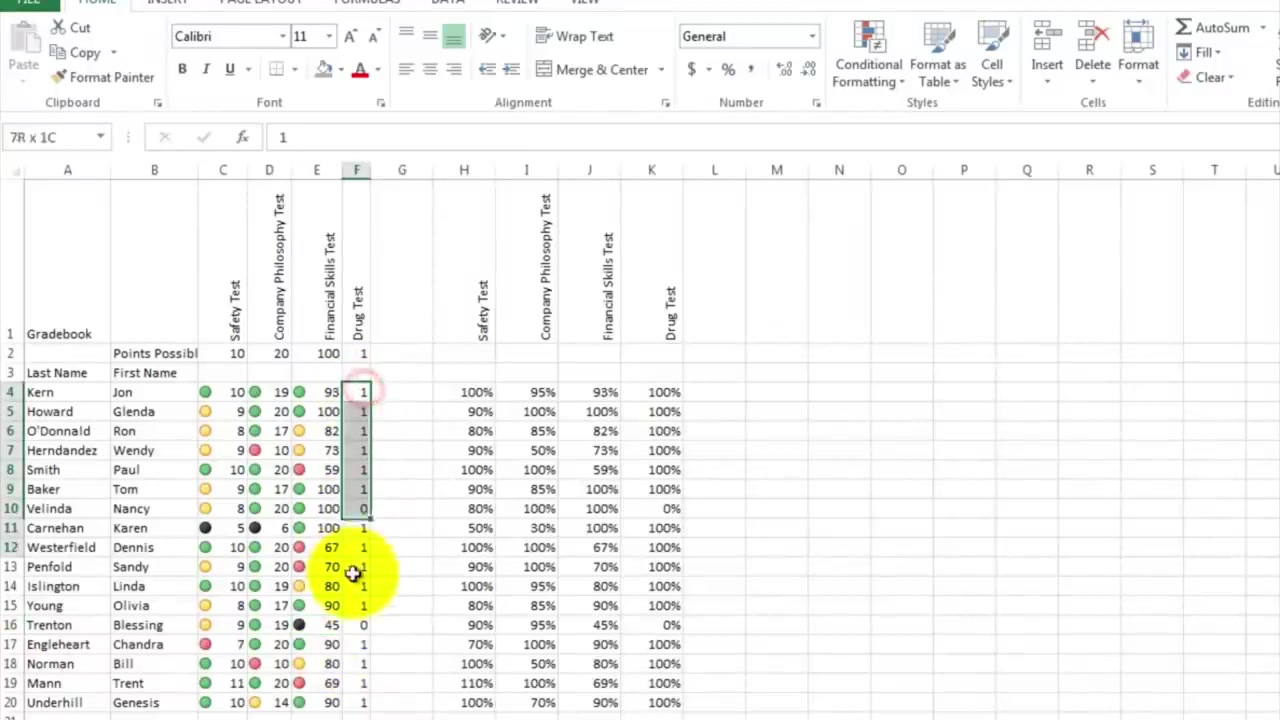 FILE HOME INSERT PAGE LAYOUT FORMULAS DATA REVIEW VIEW
Paste
Cut
Copy
Format Painter
Clipboard
Calibri 11 A A
B I U A
Font
Wrap Text
Merge & Center
Alignment
General
$ % ,
Number
Conditional Formatting
Format as Table
Cell Styles
Styles
Insert Delete Format
Cells
AutoSum
Fill
Clear
7R x 1C fx 1
A B C D E F G H I J K L M N O P Q R S T
1 Gradebook Safety Test Company Philosophy Test Financial Skills Test Drug Test Safety Test Company Philosophy Test Financial Skills Test Drug Test
2 Points Possibl 10 20 100 1
3 Last Name First Name
4 Kern Jon 10 19 93 1 100% 95% 93% 100%
5 Howard Glenda 9 20 100 1 90% 100% 100% 100%
6 O'Donnald Ron 8 17 82 1 80% 85% 82% 100%
7 Herndandez Wendy 9 10 73 1 90% 50% 73% 100%
8 Smith Paul 10 20 59 1 100% 100% 59% 100%
9 Baker Tom 9 17 100 1 90% 85% 100% 100%
10 Velinda Nancy 8 20 100 0 80% 100% 100% 0%
11 Carnehan Karen 5 6 100 1 50% 30% 100% 100%
12 Westerfield Dennis 10 20 67 1 100% 100% 67% 100%
13 Penfold Sandy 9 20 70 1 90% 100% 70% 100%
14 Islington Linda 10 19 80 1 100% 95% 80% 100%
15 Young Olivia 8 17 90 1 80% 85% 90% 100%
16 Trenton Blessing 9 19 45 0 90% 95% 45% 0%
17 Engleheart Chandra 7 20 90 1 70% 100% 90% 100%
18 Norman Bill 10 10 80 1 100% 50% 80% 100%
19 Mann Trent 11 20 69 1 110% 100% 69% 100%
20 Underhill Genesis 10 14 90 1 100% 70% 90% 100%